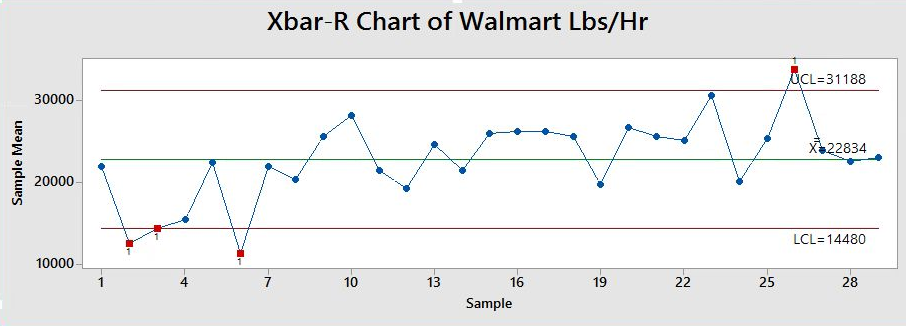 Xbar-R Chart of Walmart Lbs/Hr
1
UCL=31188
30000
Sample Mean
X=22834
20000
1
1
1
LCL=14480
10000
1 4 7 10 13 16 19 22 25 28
Sample